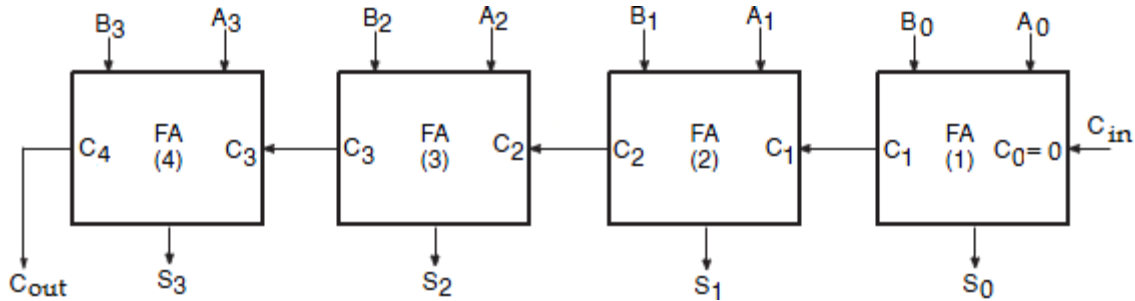 B3 A3 B2 A2 B1 A1 B0 A0
FA FA FA FA Cin
C4 (4) C3 C3 (3) C2 C2 (2) C1 C1 (1) C0 = 0
Cout S3 S2 S1 S0